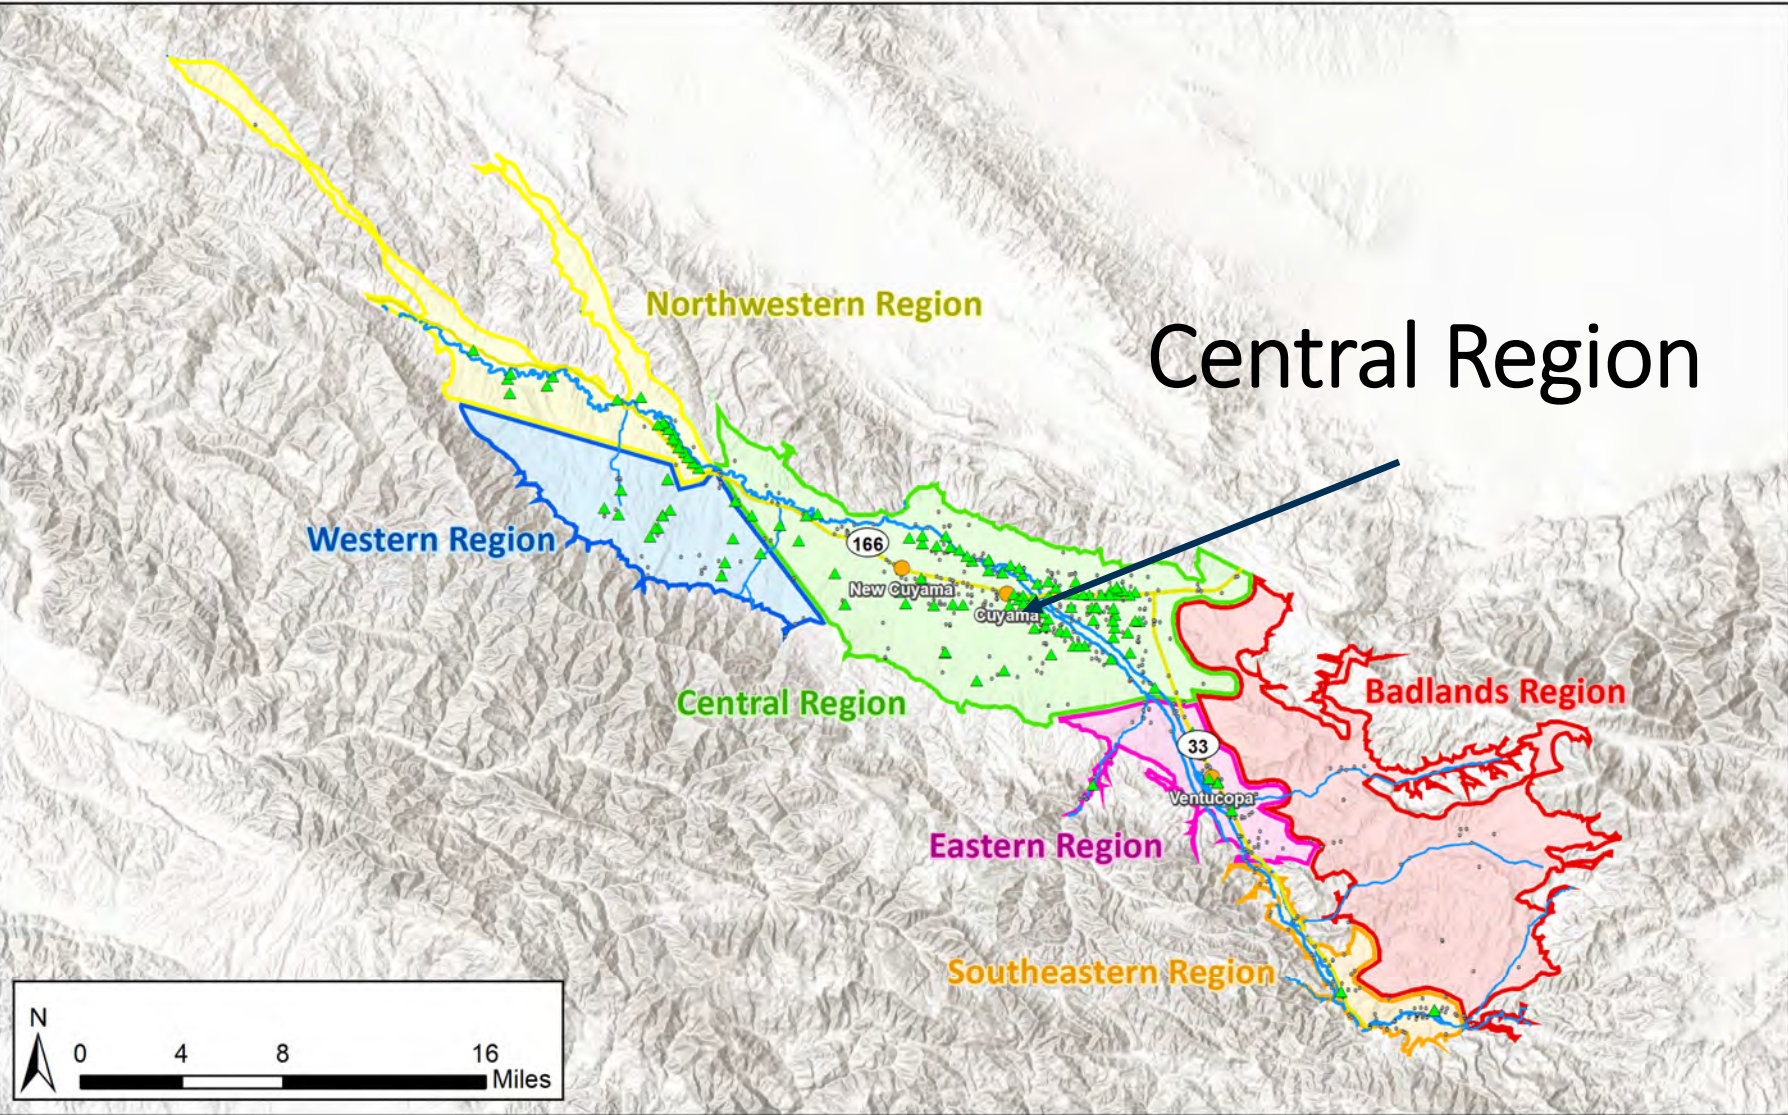 Northwestern Region
Central Region
Western Region
166
New Cuyama
Cuyama
Central Region
Badlands Region
33
Ventucopa
Eastern Region
Southeastern Region
N
0 4 8 16
Miles